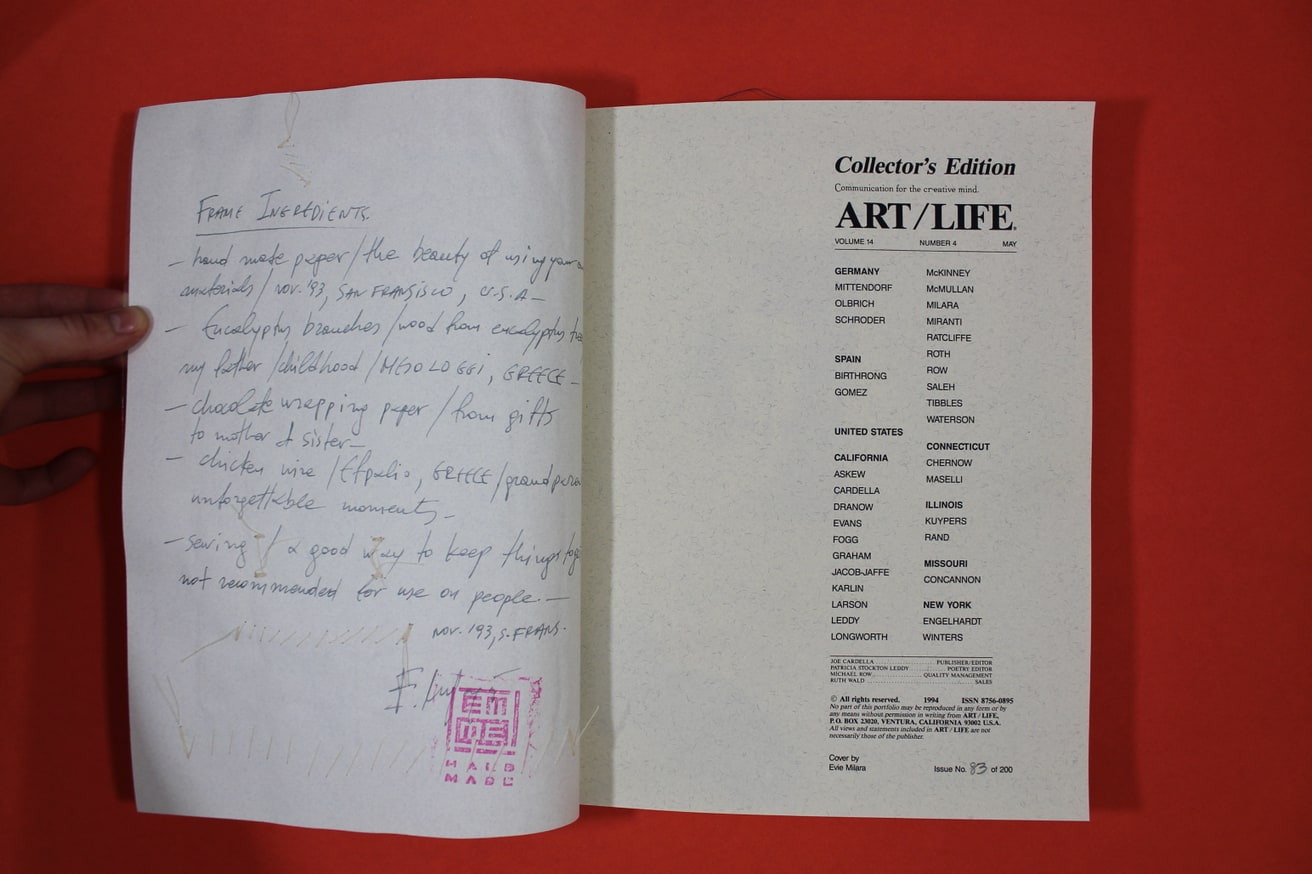 FRAME INGREDIENTS.
– hand made paper / the beauty of using your
materials / nov. '93, SAN FRANSISCO, U.S.A –
– Eucalyptus branches / wood from eucalyptus
my father / childhood / MESOLOGGI, GREECE –
– chocolate wrapping paper / from gifts
to mother & sister –
– chicken wire / Efpalio, GREECE /
unforgettable moments –
– sewing / a good way to keep things
not recommended for use on people. –
NOV. '93, S. FRANS.
HAND
MADE
Collector's Edition
Communication for the creative mind.
ART/LIFE®
VOLUME 14 NUMBER 4 MAY
GERMANY
MITTENDORF
OLBRICH
SCHRODER
SPAIN
BIRTHRONG
GOMEZ
UNITED STATES
CALIFORNIA
ASKEW
CARDELLA
DRANOW
EVANS
FOGG
GRAHAM
JACOB-JAFFE
KARLIN
LARSON
LEDDY
LONGWORTH
McKINNEY
McMULLAN
MILARA
MIRANTI
RATCLIFFE
ROTH
ROW
SALEH
TIBBLES
WATERSON
CONNECTICUT
CHERNOW
MASELLI
ILLINOIS
KUYPERS
RAND
MISSOURI
CONCANNON
NEW YORK
ENGELHARDT
WINTERS
JOE CARDELLA PUBLISHER/EDITOR
PATRICIA STOCKTON LEDDY POETRY EDITOR
MICHAEL ROW QUALITY MANAGEMENT
RUTH WALD SALES
© All rights reserved. 1994 ISSN 8756-0895
No part of this portfolio may be reproduced in any form or by
any means without permission in writing from ART/LIFE,
P.O. BOX 23020, VENTURA, CALIFORNIA 93002 U.S.A.
All views and statements included in ART/LIFE are not
necessarily those of the publisher.
Cover by
Evie Milara
Issue No. 83 of 200